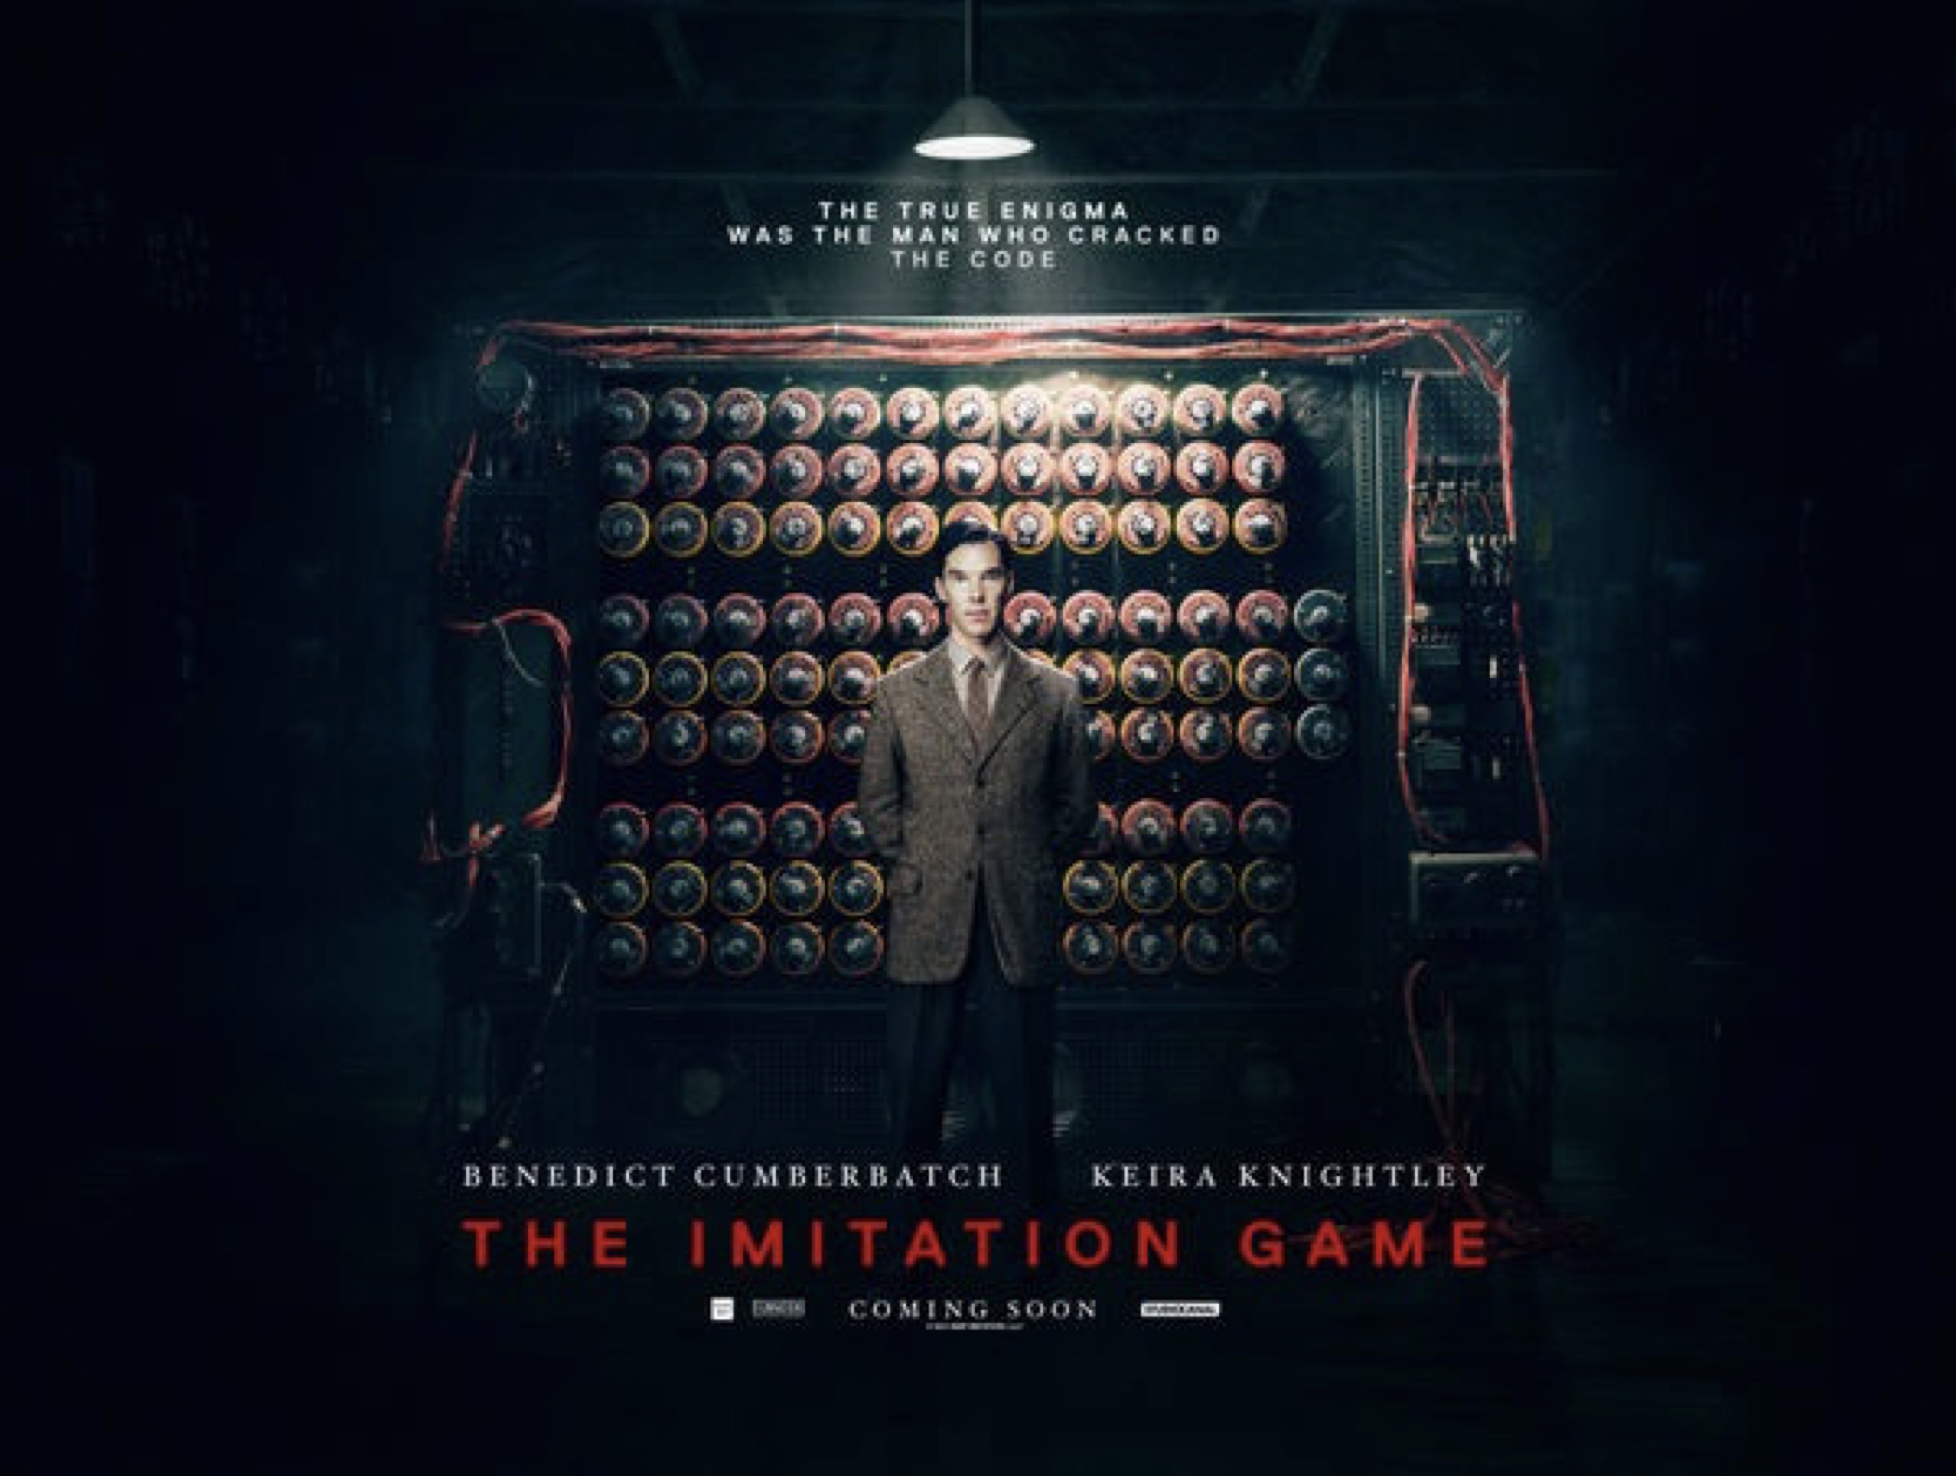 THE TRUE ENIGMA
WAS THE MAN WHO CRACKED
THE CODE
BENEDICT CUMBERBATCH KEIRA KNIGHTLEY
THE IMITATION GAME
COMING SOON STUDIOCANAL